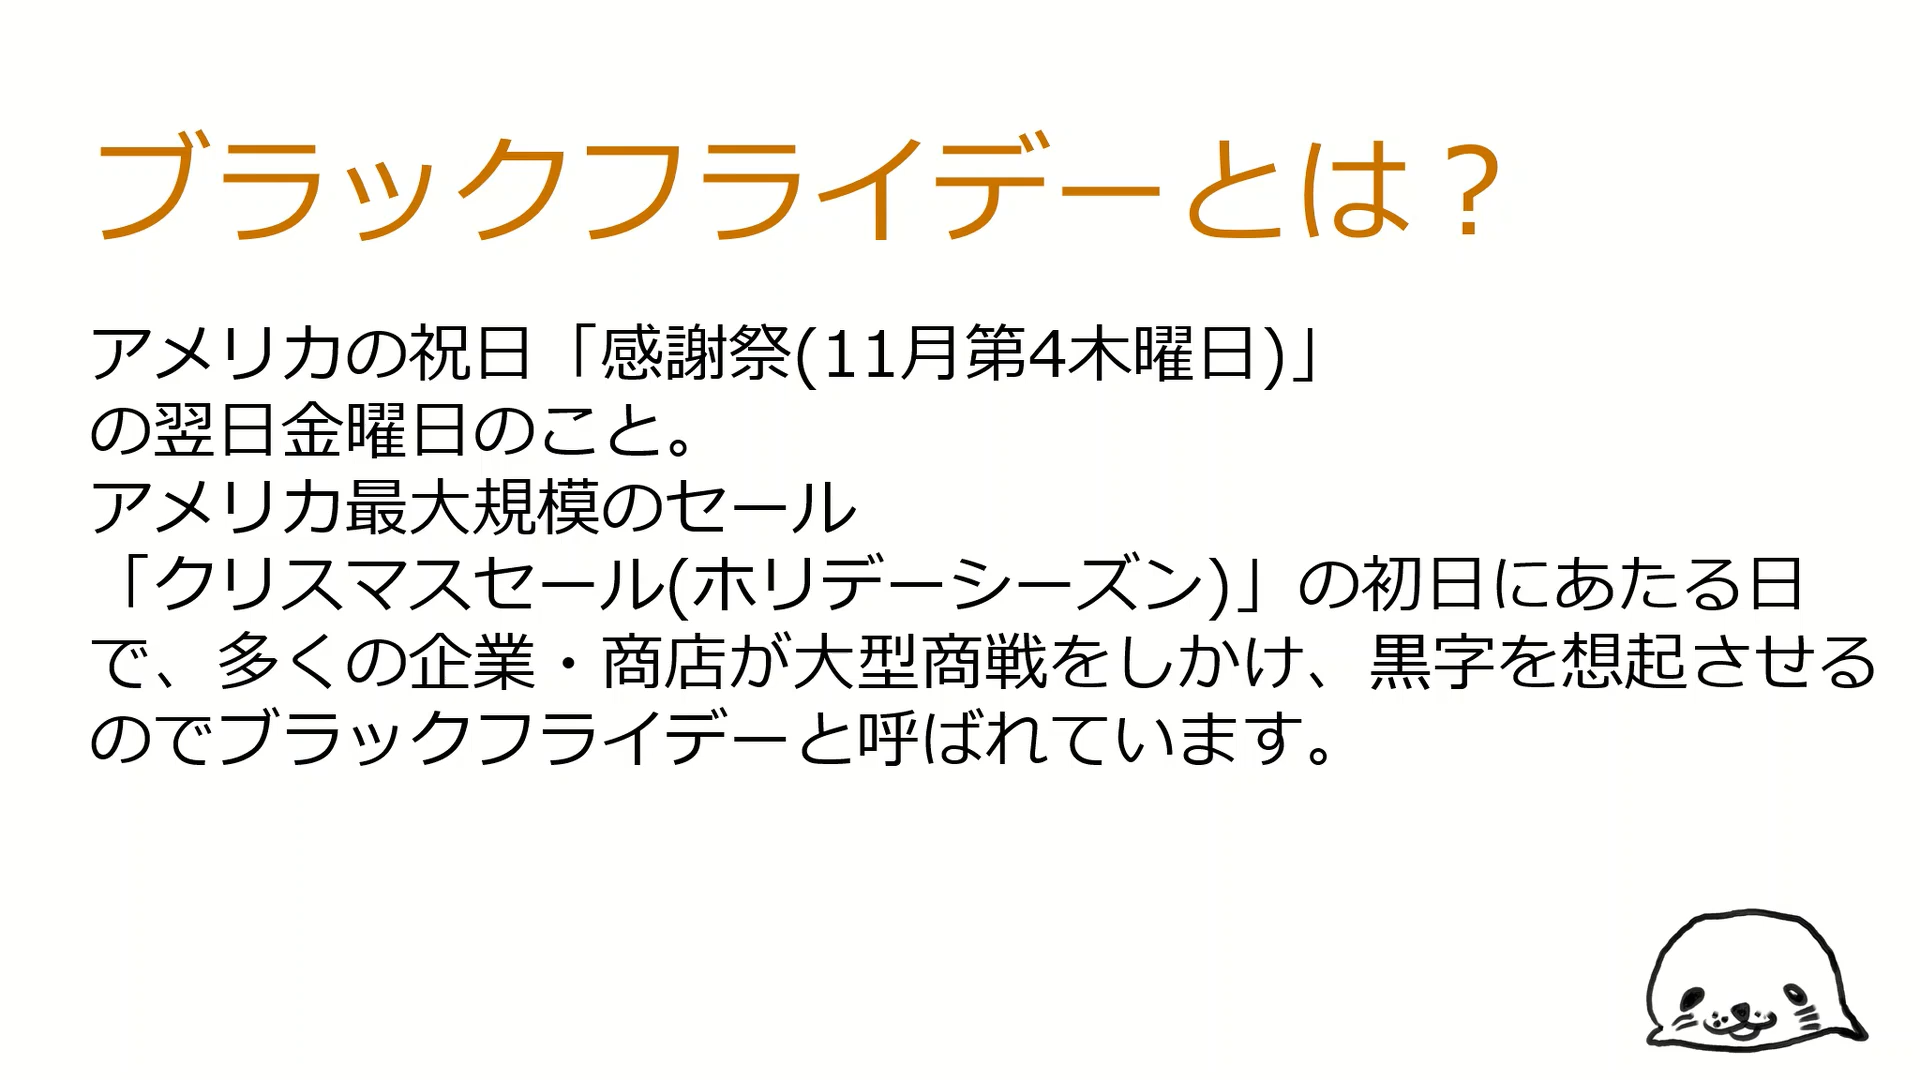 ブラックフライデーとは？
アメリカの祝日「感謝祭(11月第4木曜日)」
の翌日金曜日のこと。
アメリカ最大規模のセール
「クリスマスセール(ホリデーシーズン)」の初日にあたる日
で、多くの企業・商店が大型商戦をしかけ、黒字を想起させる
のでブラックフライデーと呼ばれています。